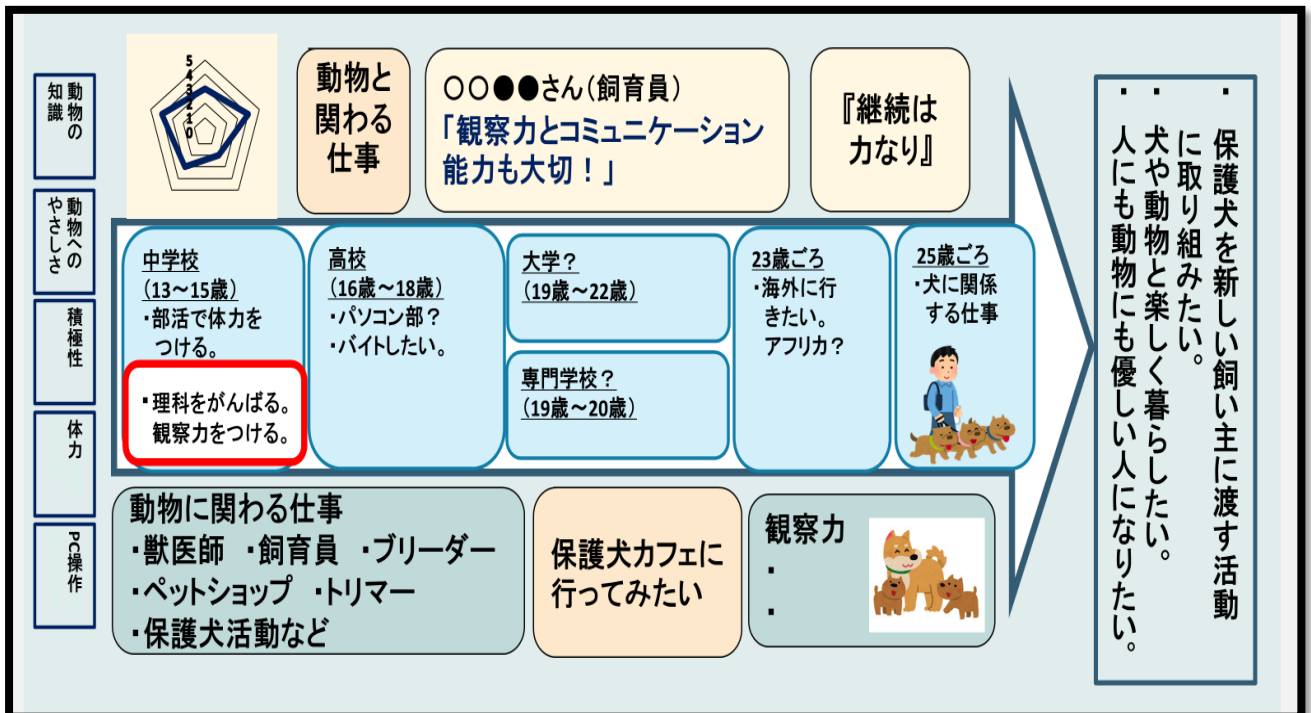 動物の
知識
動物への
やさしさ
積極性
体力
PC操作
5
4
3
2
1
0
動物と
関わる
仕事
〇〇●●さん(飼育員)
「観察力とコミュニケーション
能力も大切！」
『継続は
力なり』
中学校
(13～15歳)
・部活で体力を
つける。
・理科をがんばる。
観察力をつける。
高校
(16歳～18歳)
・パソコン部？
・バイトしたい。
大学？
(19歳～22歳)
専門学校？
(19歳～20歳)
23歳ごろ
・海外に行
きたい。
アフリカ？
25歳ごろ
・犬に関係
する仕事
動物に関わる仕事
・獣医師 ・飼育員 ・ブリーダー
・ペットショップ ・トリマー
・保護犬活動など
保護犬カフェに
行ってみたい
観察力
・
・
・保護犬を新しい飼い主に渡す活動
に取り組みたい。
・犬や動物と楽しく暮らしたい。
・人にも動物にも優しい人になりたい。